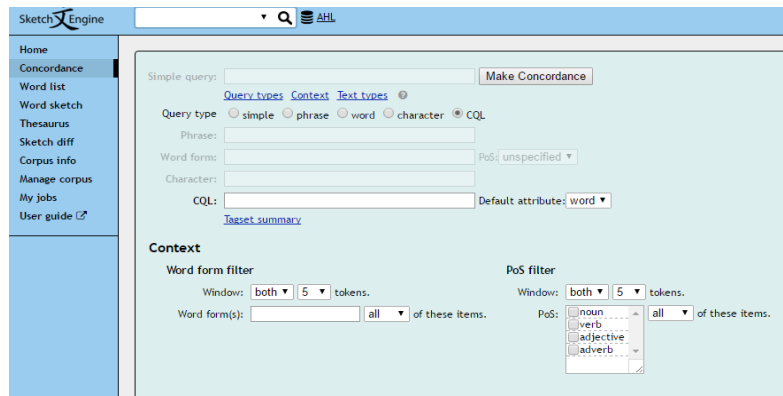 Sketch Engine
AHL
Home
Concordance
Word list
Word sketch
Thesaurus
Sketch diff
Corpus info
Manage corpus
My jobs
User guide
Simple query:
Make Concordance
Query types Context Text types ?
Query type simple phrase word character CQL
Phrase:
Word form: PoS: unspecified
Character:
CQL: Default attribute: word
Tagset summary
Context
Word form filter
Window: both 5 tokens.
Word form(s): all of these items.
PoS filter
Window: both 5 tokens.
PoS: noun all of these items.
verb
adjective
adverb